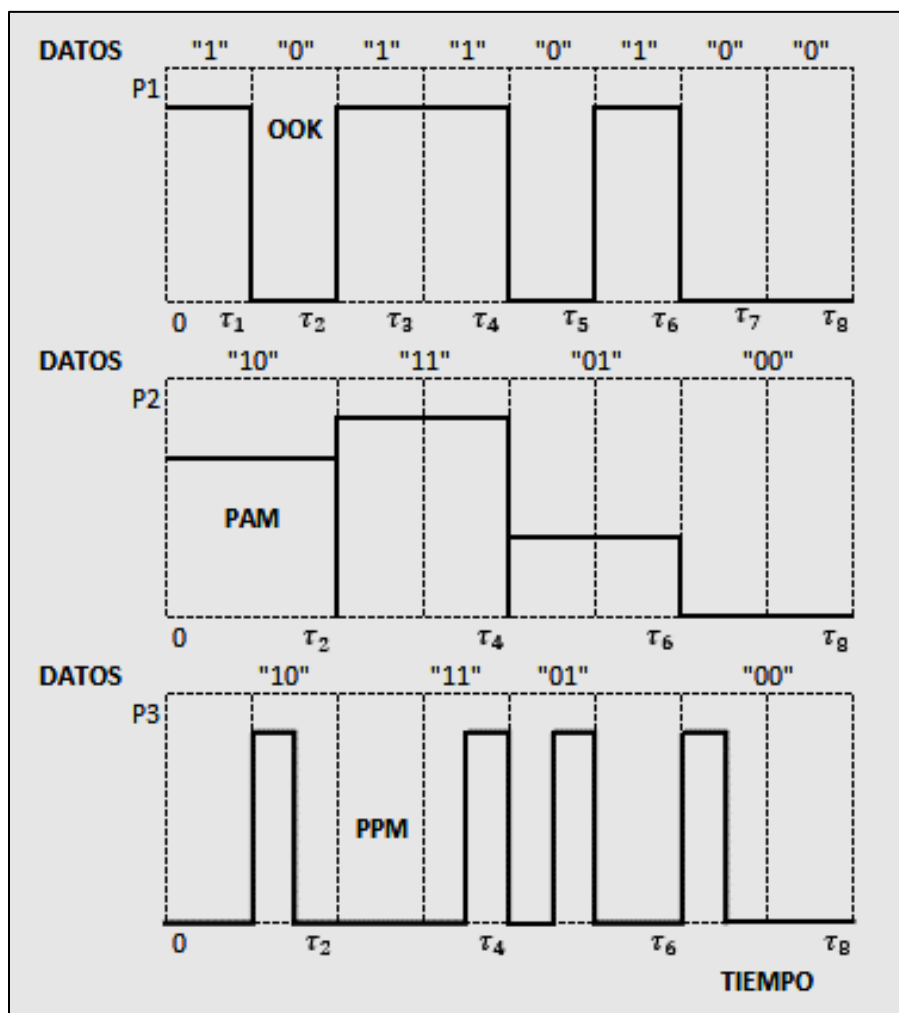 DATOS "1" "0" "1" "1" "0" "1" "0" "0"
P1
OOK
0 τ₁ τ₂ τ₃ τ₄ τ₅ τ₆ τ₇ τ₈
DATOS "10" "11" "01" "00"
P2
PAM
0 τ₂ τ₄ τ₆ τ₈
DATOS "10" "11" "01" "00"
P3
PPM
0 τ₂ τ₄ τ₆ τ₈
TIEMPO